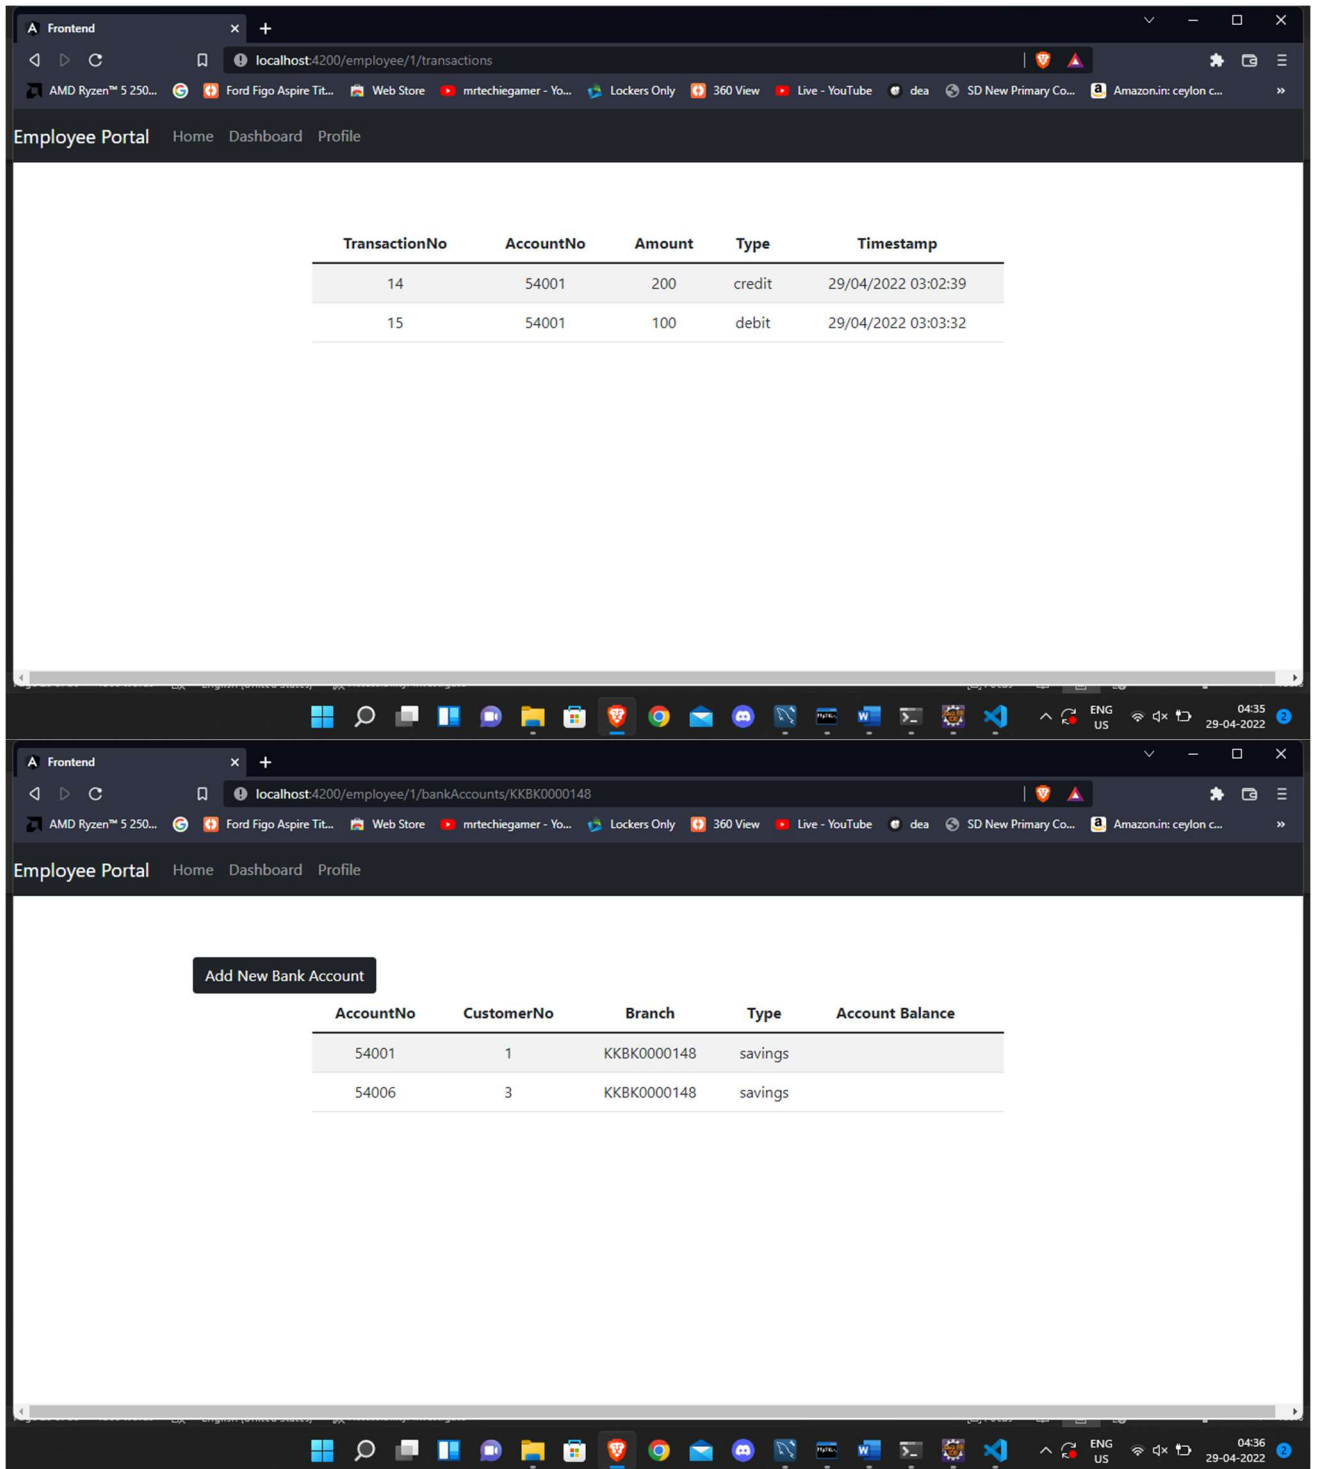 Frontend
localhost:4200/employee/1/transactions
AMD Ryzen™ 5 250... Ford Figo Aspire Tit... Web Store mrtechiegamer - Yo... Lockers Only 360 View Live - YouTube dea SD New Primary Co... Amazon.in: ceylon c... »
Employee Portal Home Dashboard Profile
TransactionNo AccountNo Amount Type Timestamp
14 54001 200 credit 29/04/2022 03:02:39
15 54001 100 debit 29/04/2022 03:03:32
ENG 04:35
US 29-04-2022 2
Frontend
localhost:4200/employee/1/bankAccounts/KKBK0000148
AMD Ryzen™ 5 250... Ford Figo Aspire Tit... Web Store mrtechiegamer - Yo... Lockers Only 360 View Live - YouTube dea SD New Primary Co... Amazon.in: ceylon c... »
Employee Portal Home Dashboard Profile
Add New Bank Account
AccountNo CustomerNo Branch Type Account Balance
54001 1 KKBK0000148 savings
54006 3 KKBK0000148 savings
ENG 04:36
US 29-04-2022 2